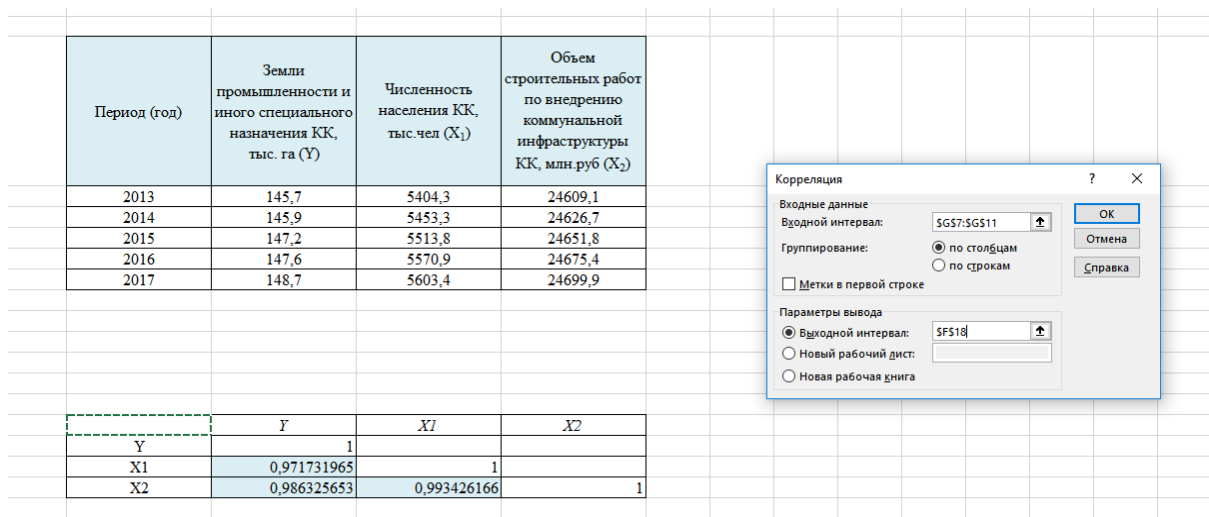 Период (год)
Земли
промышленности и
иного специального
назначения КК,
тыс. га (Y)
Численность
населения КК,
тыс.чел (X₁)
Объем
строительных работ
по внедрению
коммунальной
инфраструктуры
КК, млн.руб (X₂)
2013 145,7 5404,3 24609,1
2014 145,9 5453,3 24626,7
2015 147,2 5513,8 24651,8
2016 147,6 5570,9 24675,4
2017 148,7 5603,4 24699,9
Корреляция ? ×
Входные данные
Входной интервал: $G$7:$G$11
Группирование: по столбцам
по строкам
Метки в первой строке
Параметры вывода
Выходной интервал: $F$18
Новый рабочий лист:
Новая рабочая книга
ОК
Отмена
Справка
Y X1 X2
Y 1
X1 0,971731965 1
X2 0,986325653 0,993426166 1